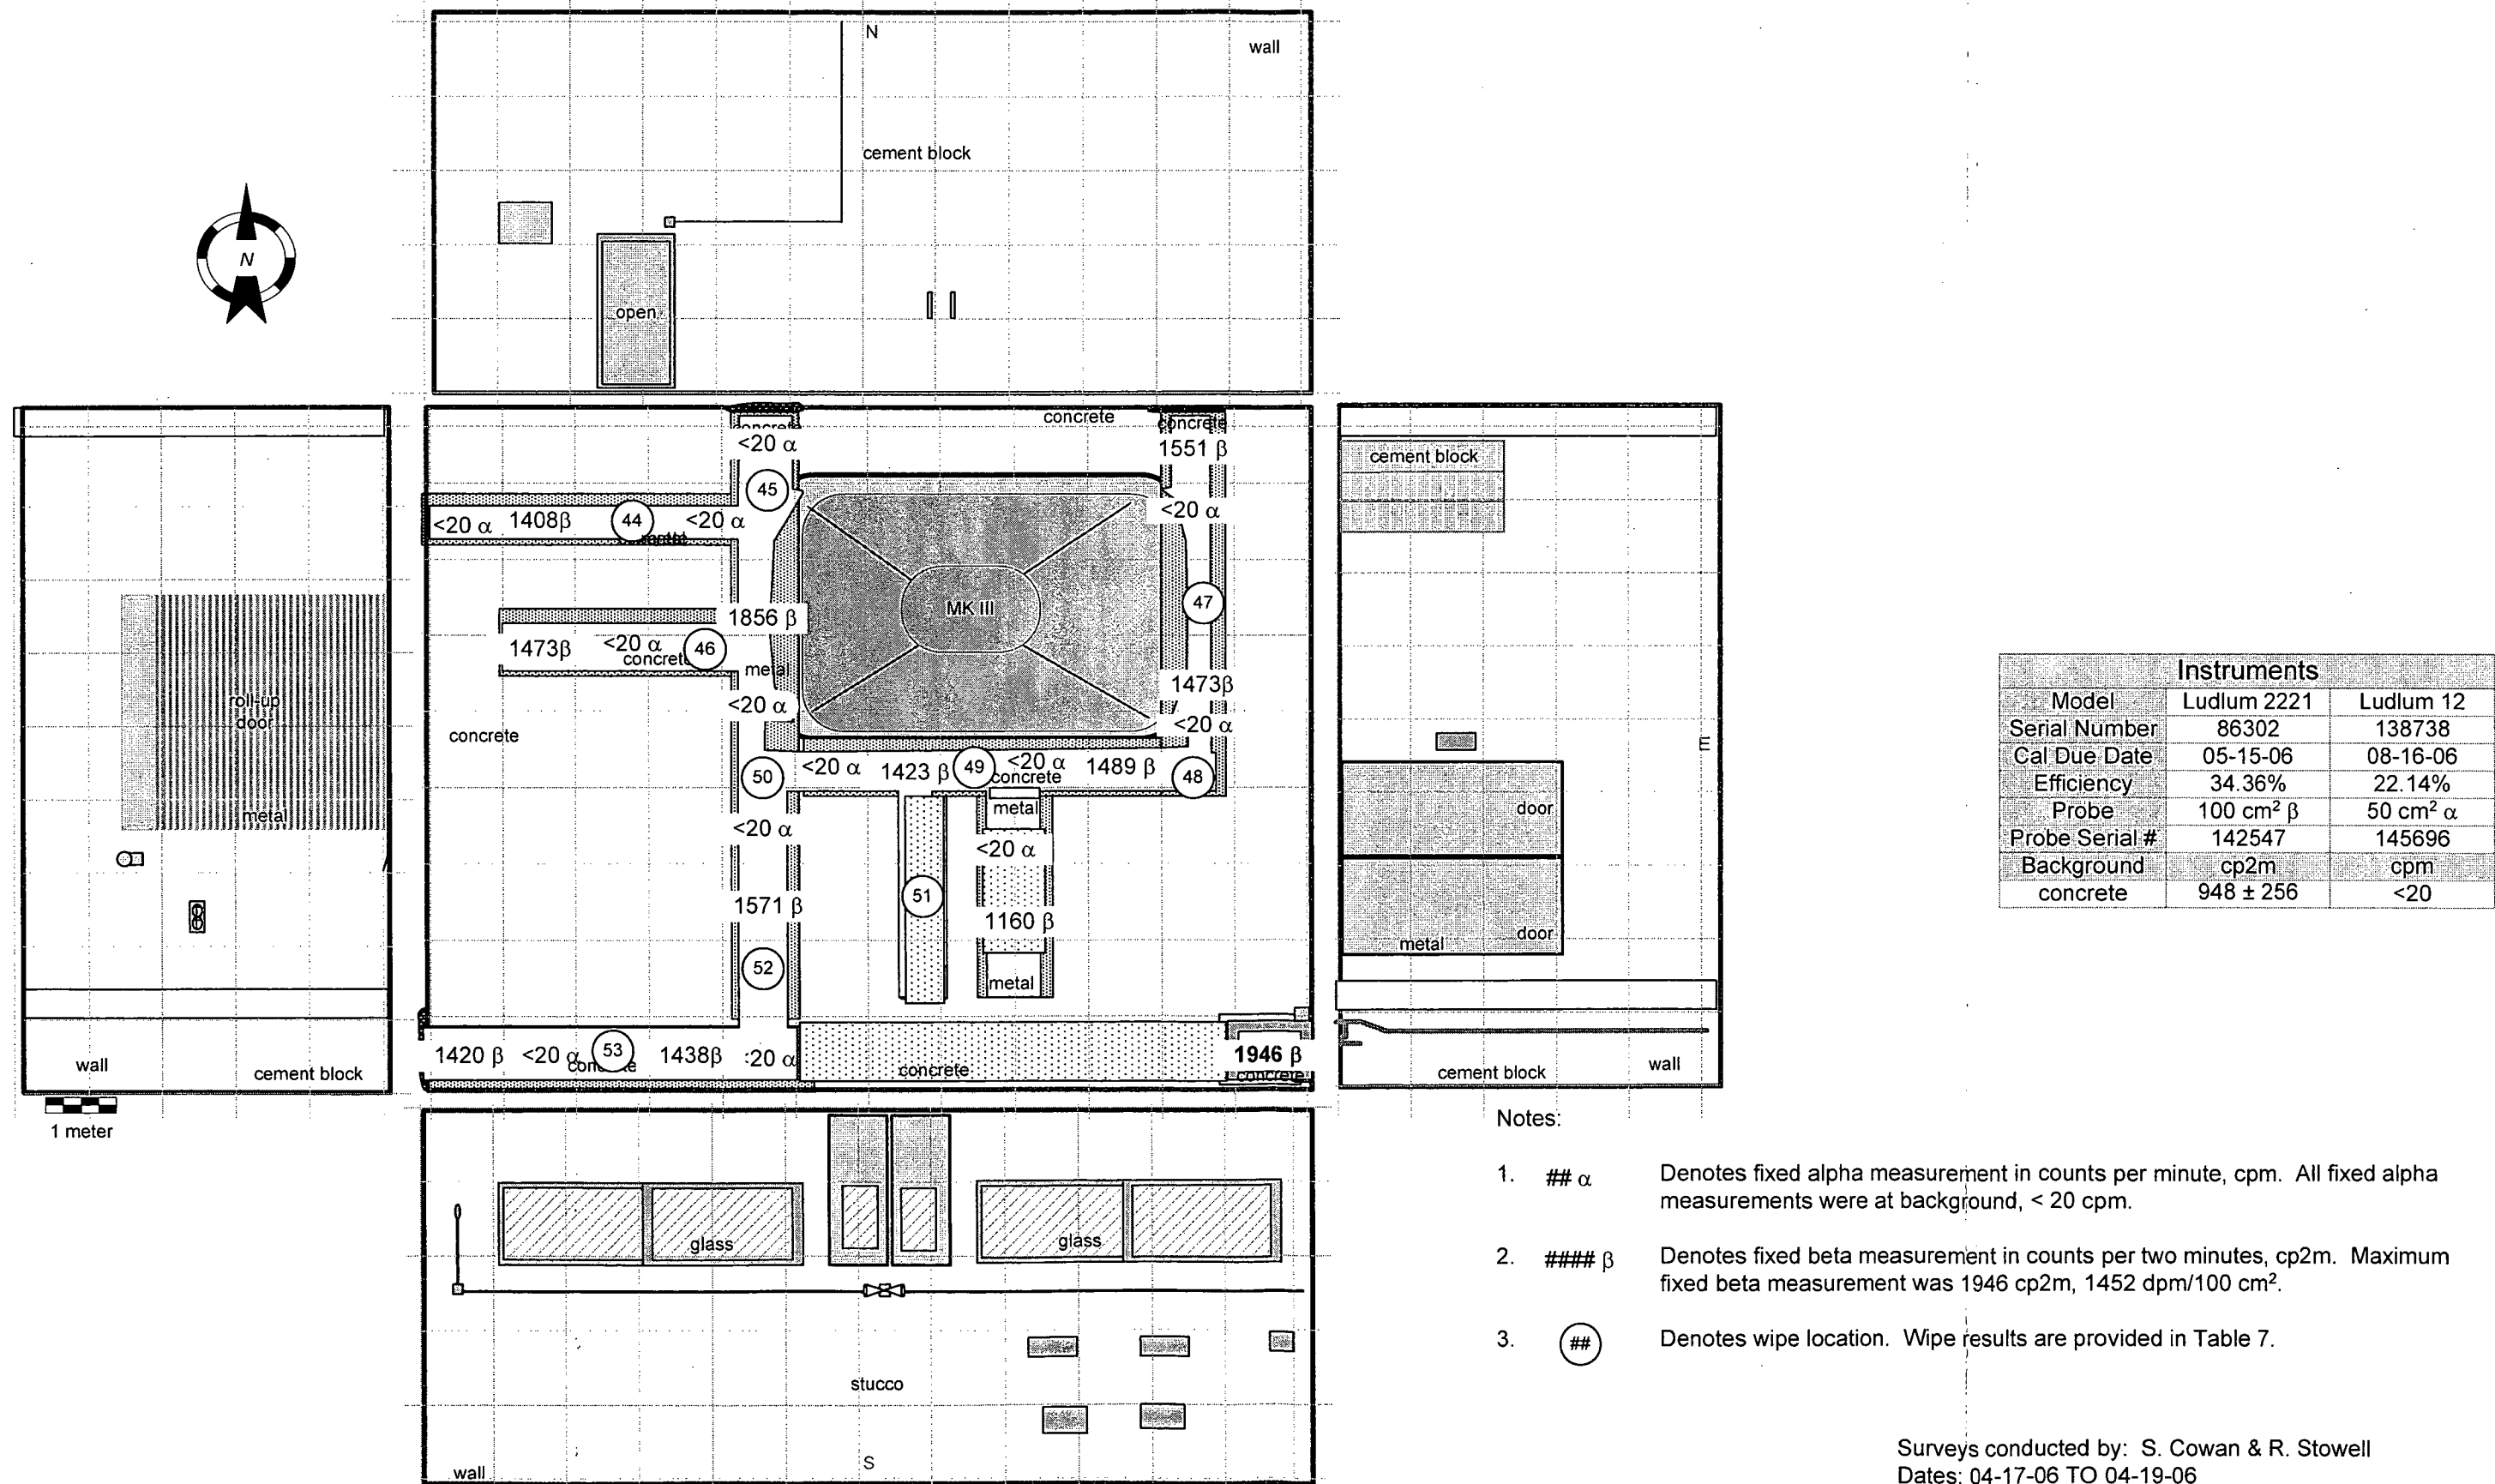 N
wall
cement block
N
open
concrete
concrete
1551 β
<20 α
45
<20 α
1408β
44
<20 α
<20 α
MK III
47
1856 β
1473β
<20 α
46
concrete
metal
<20 α
1473β
<20 α
concrete
50
<20 α
1423 β
49
<20 α
concrete
1489 β
48
metal
<20 α
<20 α
51
1571 β
1160 β
52
metal
1420 β
<20 α
53
1438β
:20 α
concrete
1946 β
concrete
roll-up
door
metal
wall
cement block
1 meter
cement block
E
door
door
metal
cement block
wall
Instruments
Model Ludlum 2221 Ludlum 12
Serial Number 86302 138738
Cal Due Date 05-15-06 08-16-06
Efficiency 34.36% 22.14%
Probe 100 cm² β 50 cm² α
Probe Serial # 142547 145696
Background cp2m cpm
concrete 948 ± 256 <20
glass
glass
stucco
S
wall
Notes:
1. ## α Denotes fixed alpha measurement in counts per minute, cpm. All fixed alpha
measurements were at background, < 20 cpm.
2. #### β Denotes fixed beta measurement in counts per two minutes, cp2m. Maximum
fixed beta measurement was 1946 cp2m, 1452 dpm/100 cm².
3. ## Denotes wipe location. Wipe results are provided in Table 7.
Surveys conducted by: S. Cowan & R. Stowell
Dates: 04-17-06 TO 04-19-06